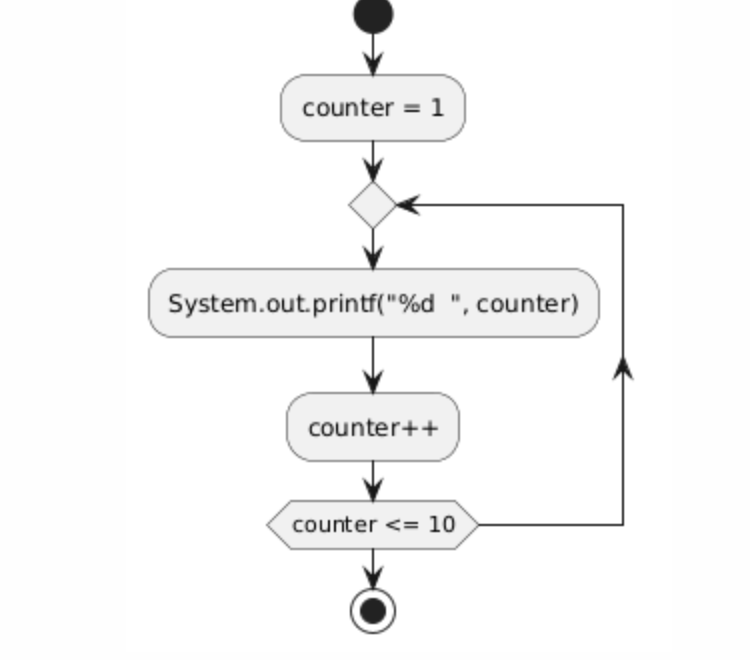 counter = 1
System.out.printf("%d  ", counter)
counter++
counter <= 10